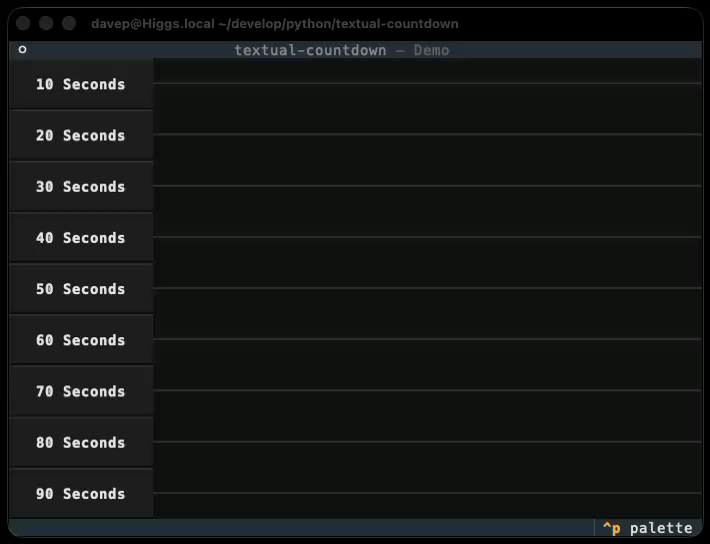 davep@Higgs.local ~/develop/python/textual-countdown
textual-countdown — Demo
10 Seconds
20 Seconds
30 Seconds
40 Seconds
50 Seconds
60 Seconds
70 Seconds
80 Seconds
90 Seconds
^p palette